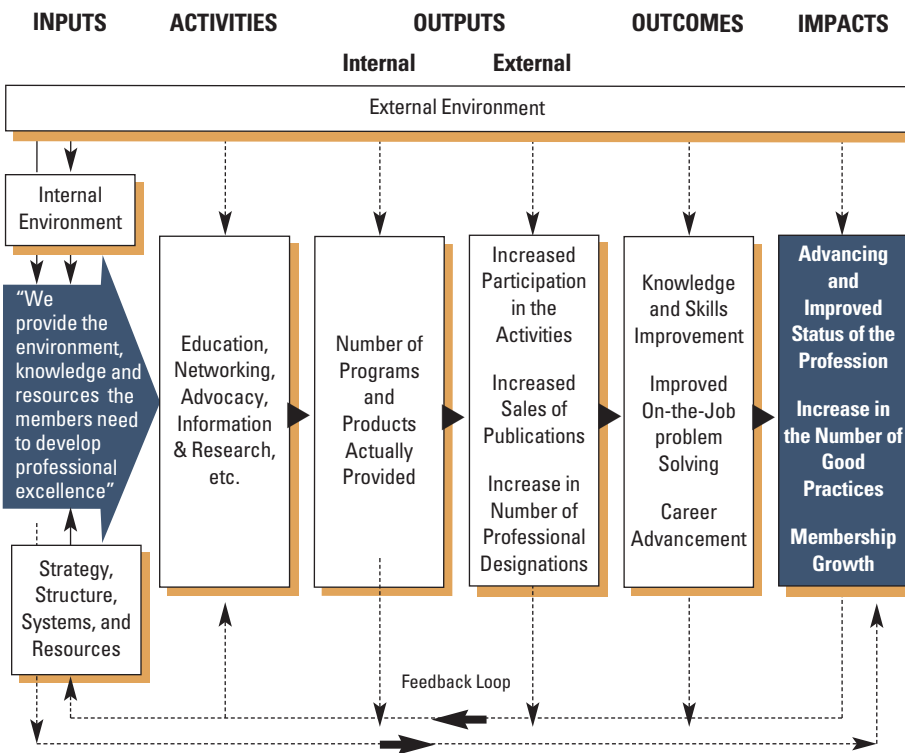 INPUTS ACTIVITIES OUTPUTS OUTCOMES IMPACTS
Internal External
External Environment
Internal
Environment
“We
provide the
environment,
knowledge and
resources the
members need
to develop
professional
excellence”
Strategy,
Structure,
Systems, and
Resources
Education,
Networking,
Advocacy,
Information
& Research,
etc.
Number of
Programs
and
Products
Actually
Provided
Increased
Participation
in the
Activities
Increased
Sales of
Publications
Increase in
Number of
Professional
Designations
Knowledge
and Skills
Improvement
Improved
On-the-Job
problem
Solving
Career
Advancement
Advancing
and
Improved
Status of the
Profession
Increase in
the Number of
Good
Practices
Membership
Growth
Feedback Loop